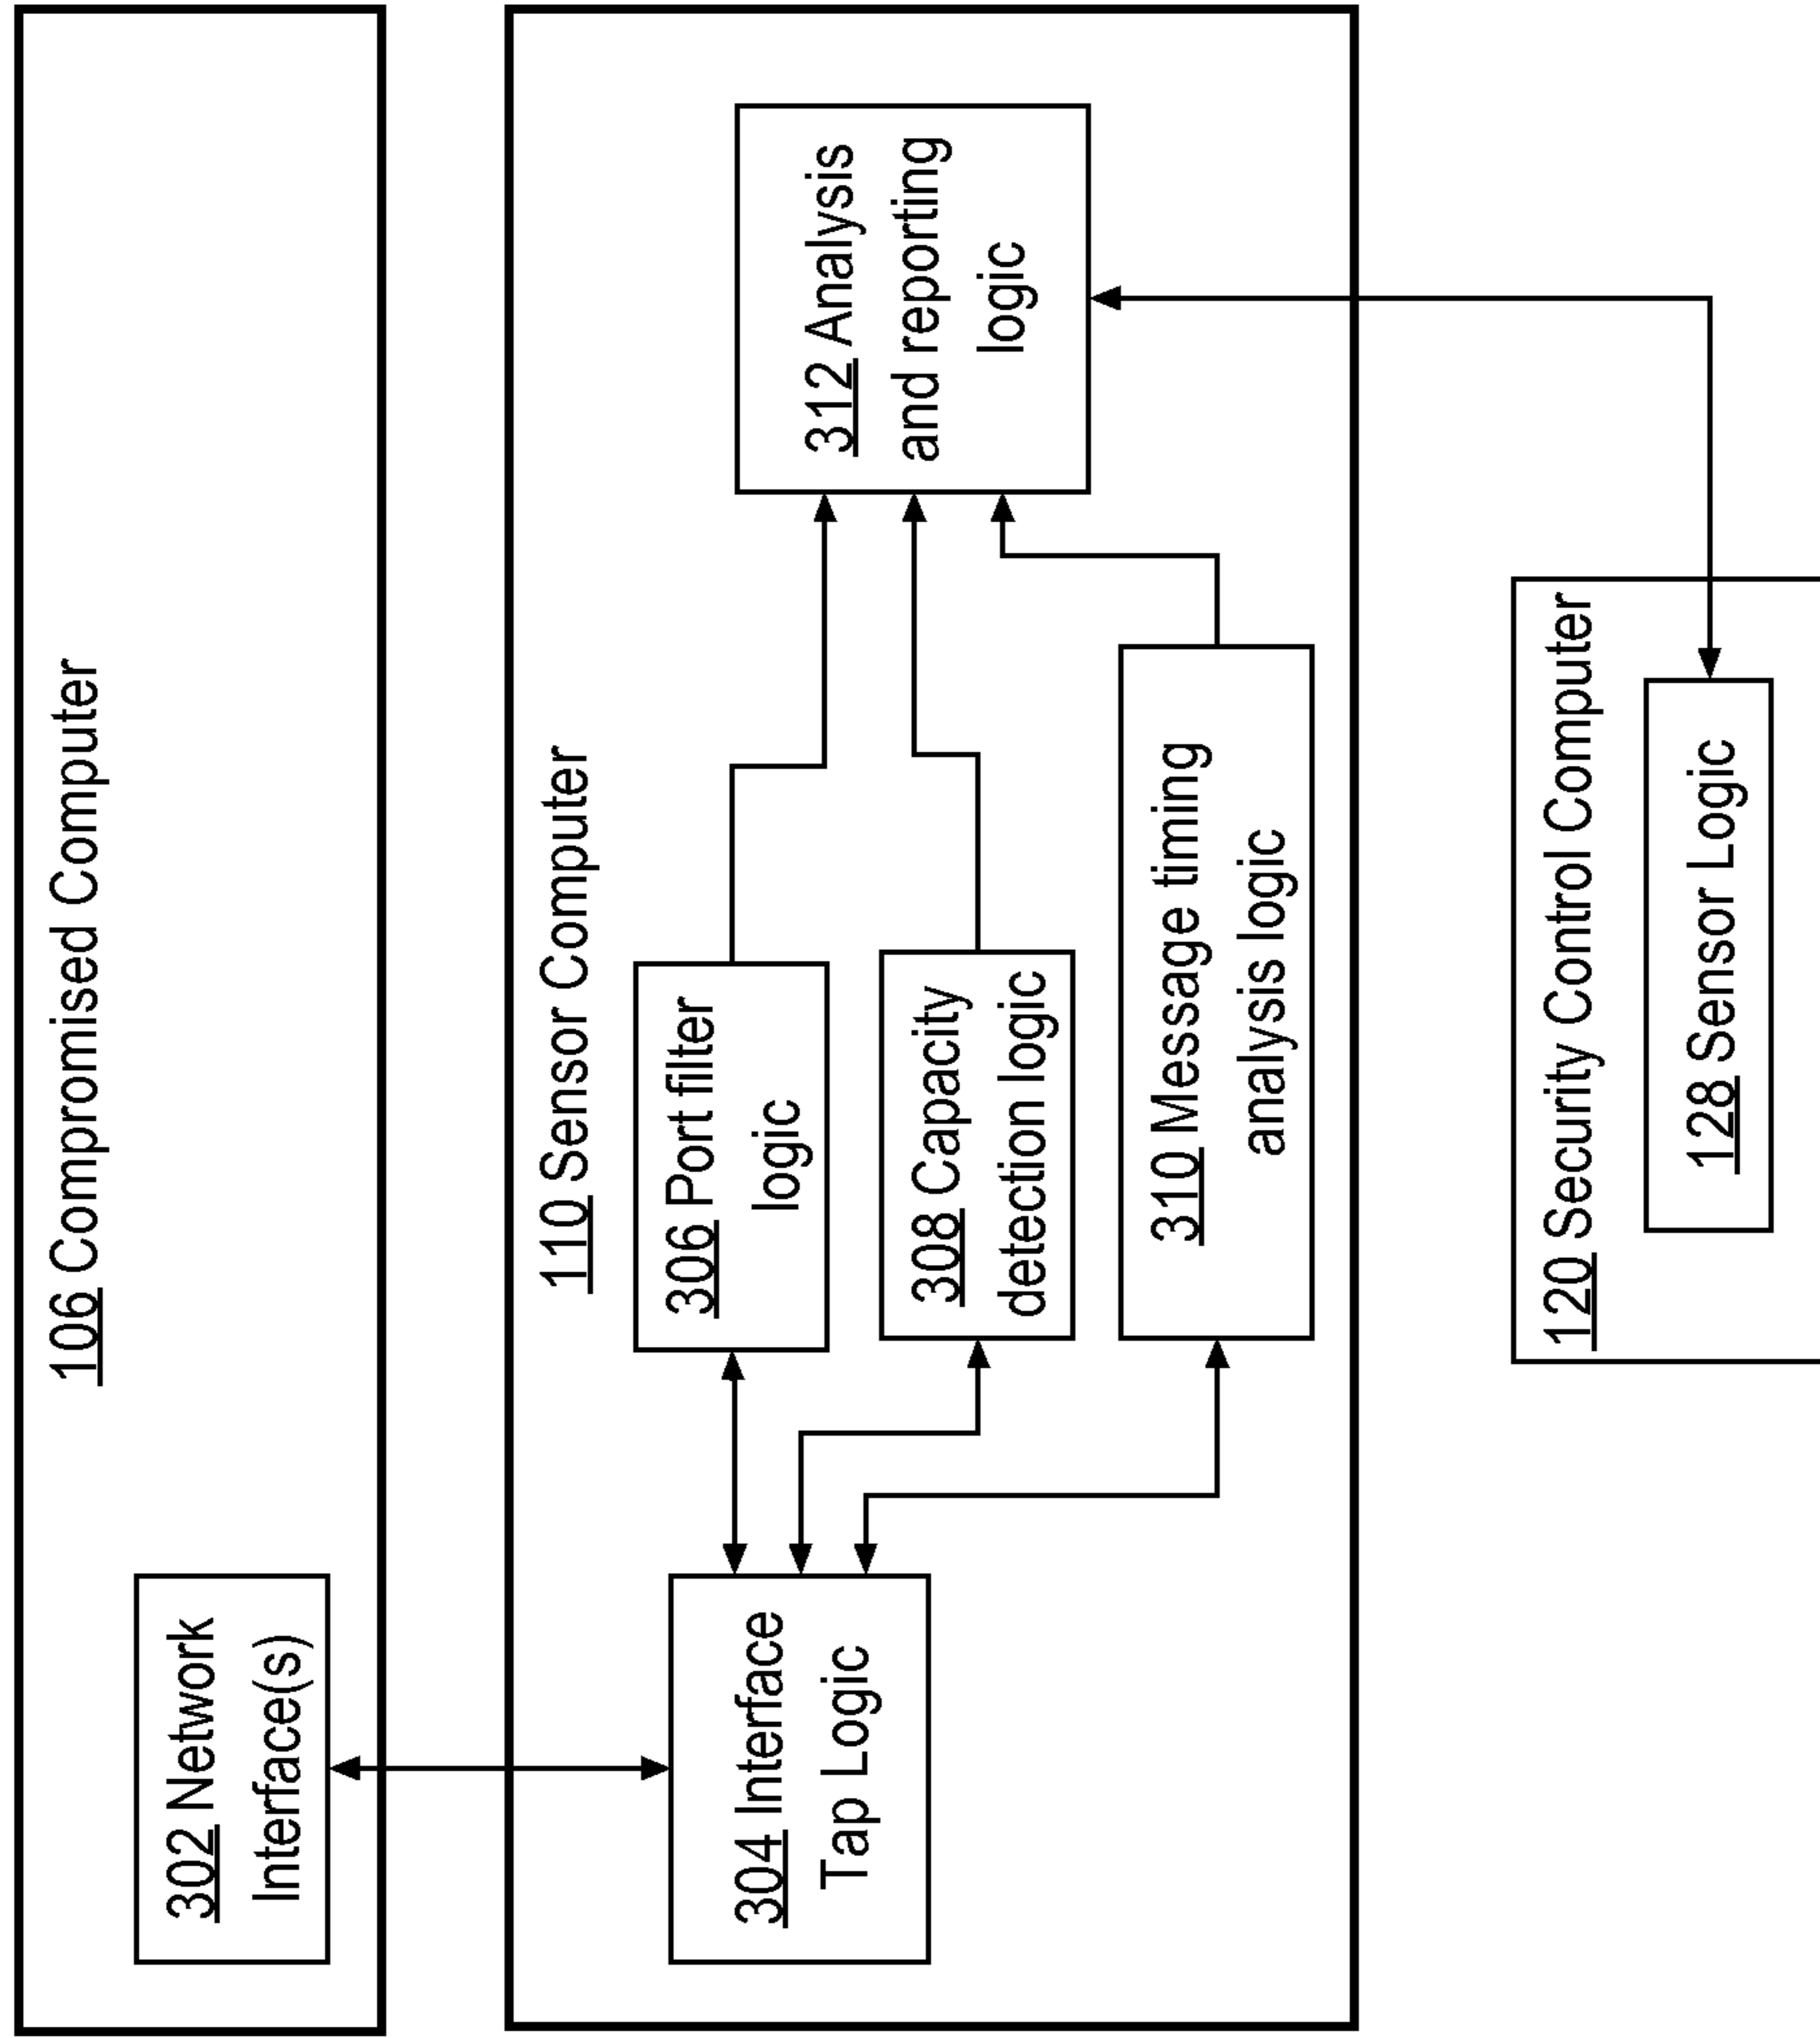 106 Compromised Computer
302 Network
Interface(s)
110 Sensor Computer
304 Interface
Tap Logic
306 Port filter
logic
308 Capacity
detection logic
310 Message timing
analysis logic
312 Analysis
and reporting
logic
120 Security Control Computer
128 Sensor Logic